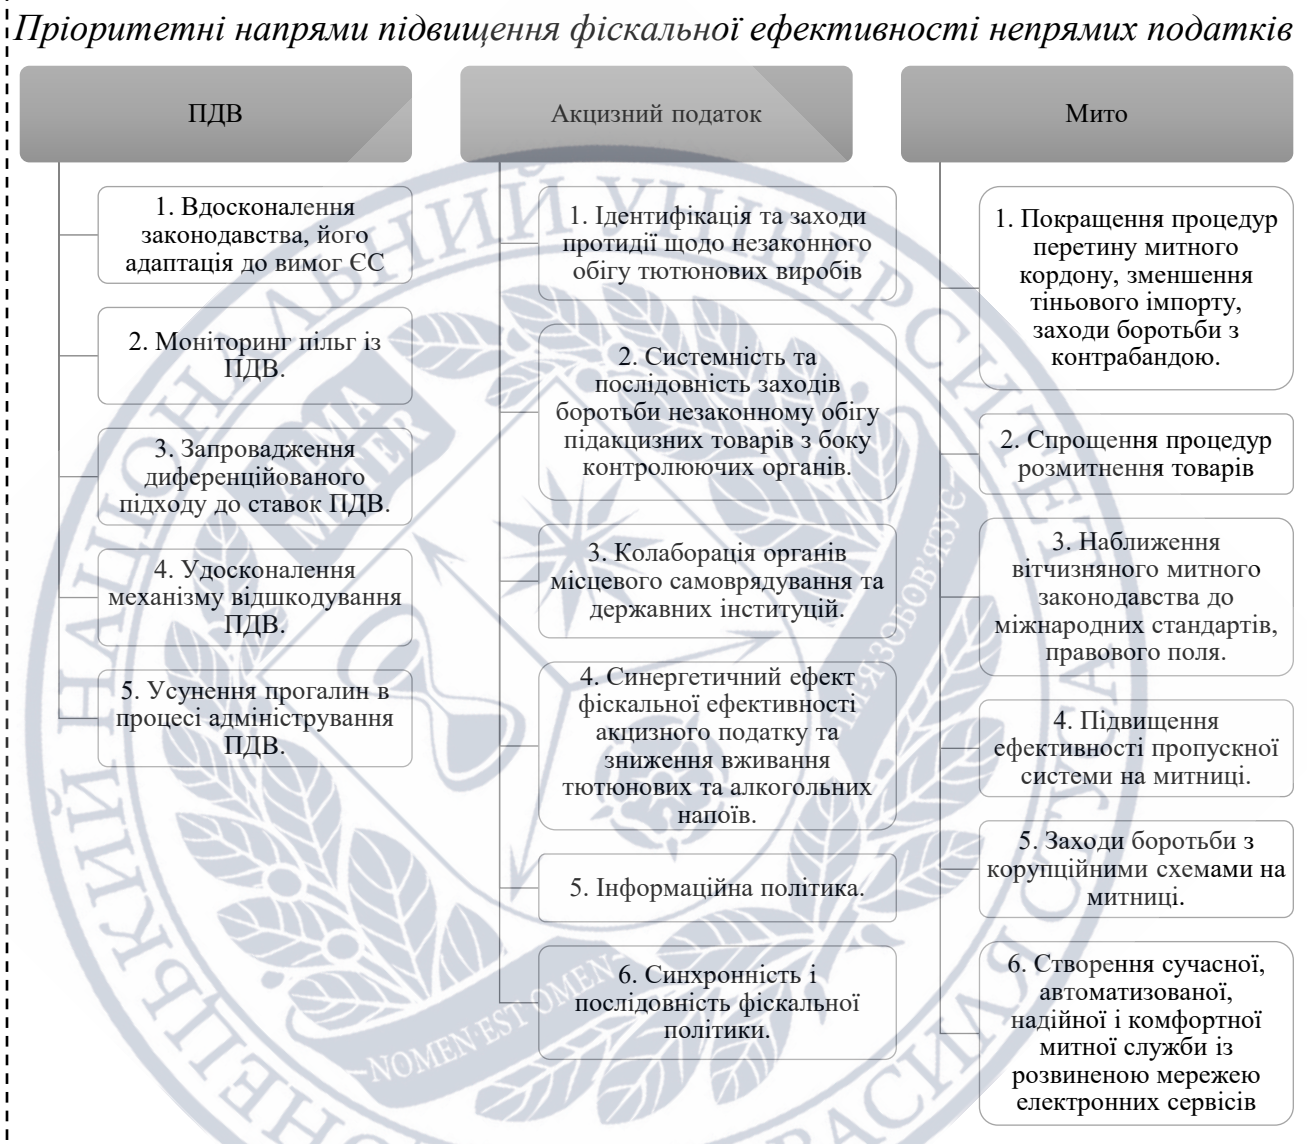 Пріоритетні напрями підвищення фіскальної ефективності непрямих податків
ПДВ
1. Вдосконалення
законодавства, його
адаптація до вимог ЄС
2. Моніторинг пільг із
ПДВ.
3. Запровадження
диференційованого
підходу до ставок ПДВ.
4. Удосконалення
механізму відшкодування
ПДВ.
5. Усунення прогалин в
процесі адміністрування
ПДВ.
Акцизний податок
1. Ідентифікація та заходи
протидії щодо незаконного
обігу тютюнових виробів
2. Системність та
послідовність заходів
боротьби незаконному обігу
підакцизних товарів з боку
контролюючих органів.
3. Колаборація органів
місцевого самоврядування та
державних інституцій.
4. Синергетичний ефект
фіскальної ефективності
акцизного податку та
зниження вживання
тютюнових та алкогольних
напоїв.
5. Інформаційна політика.
6. Синхронність і
послідовність фіскальної
політики.
Мито
1. Покращення процедур
перетину митного
кордону, зменшення
тіньового імпорту,
заходи боротьби з
контрабандою.
2. Спрощення процедур
розмитнення товарів
3. Наближення
вітчизняного митного
законодавства до
міжнародних стандартів,
правового поля.
4. Підвищення
ефективності пропускної
системи на митниці.
5. Заходи боротьби з
корупційними схемами на
митниці.
6. Створення сучасної,
автоматизованої,
надійної і комфортної
митної служби із
розвиненою мережею
електронних сервісів
НАЦІОНАЛЬНИЙ УНІВЕРСИТЕТ
NOMEN EST OMEN